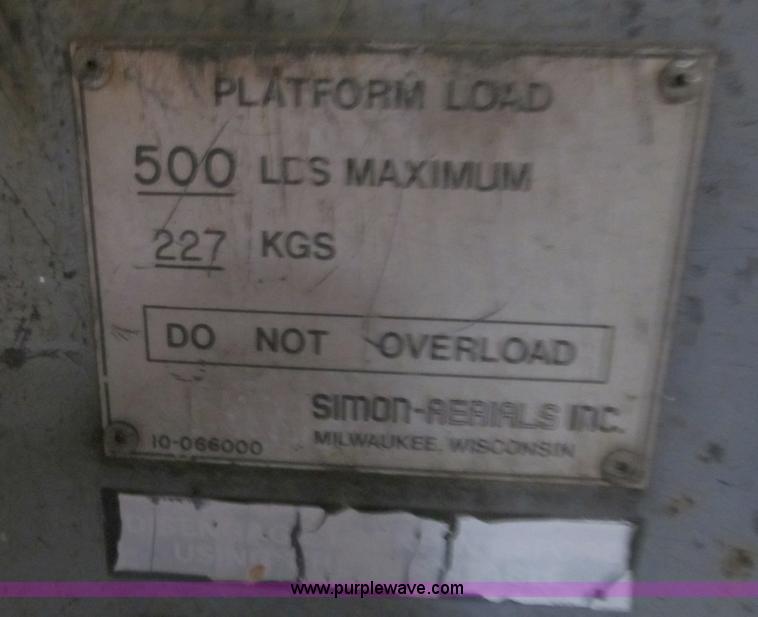 PLATFORM LOAD
500 LBS MAXIMUM
227 KGS
DO NOT OVERLOAD
SIMON-AERIALS INC.
10-066000 MILWAUKEE, WISCONSIN
www.purplewave.com